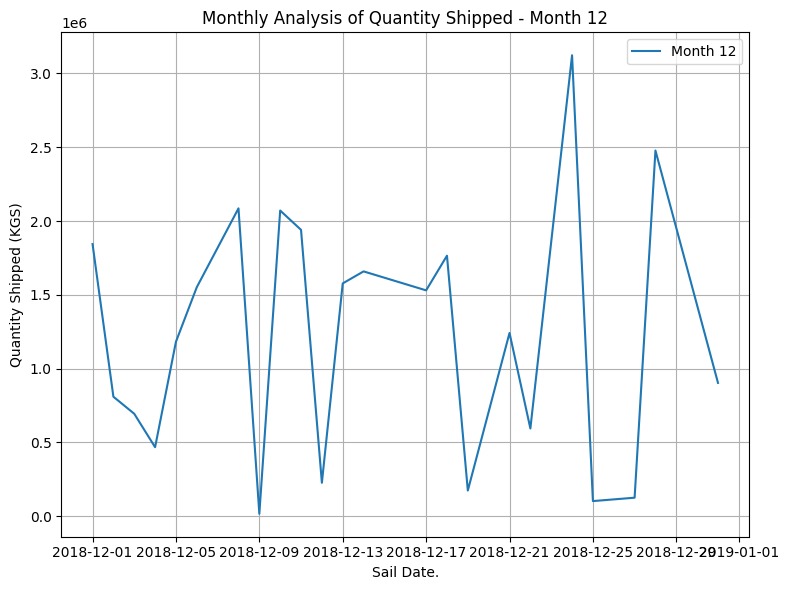 Monthly Analysis of Quantity Shipped - Month 12
1e6
Month 12
3.0
2.5
2.0
1.5
1.0
0.5
0.0
Quantity Shipped (KGS)
2018-12-01 2018-12-05 2018-12-09 2018-12-13 2018-12-17 2018-12-21 2018-12-25 2018-12-29 2019-01-01
Sail Date.